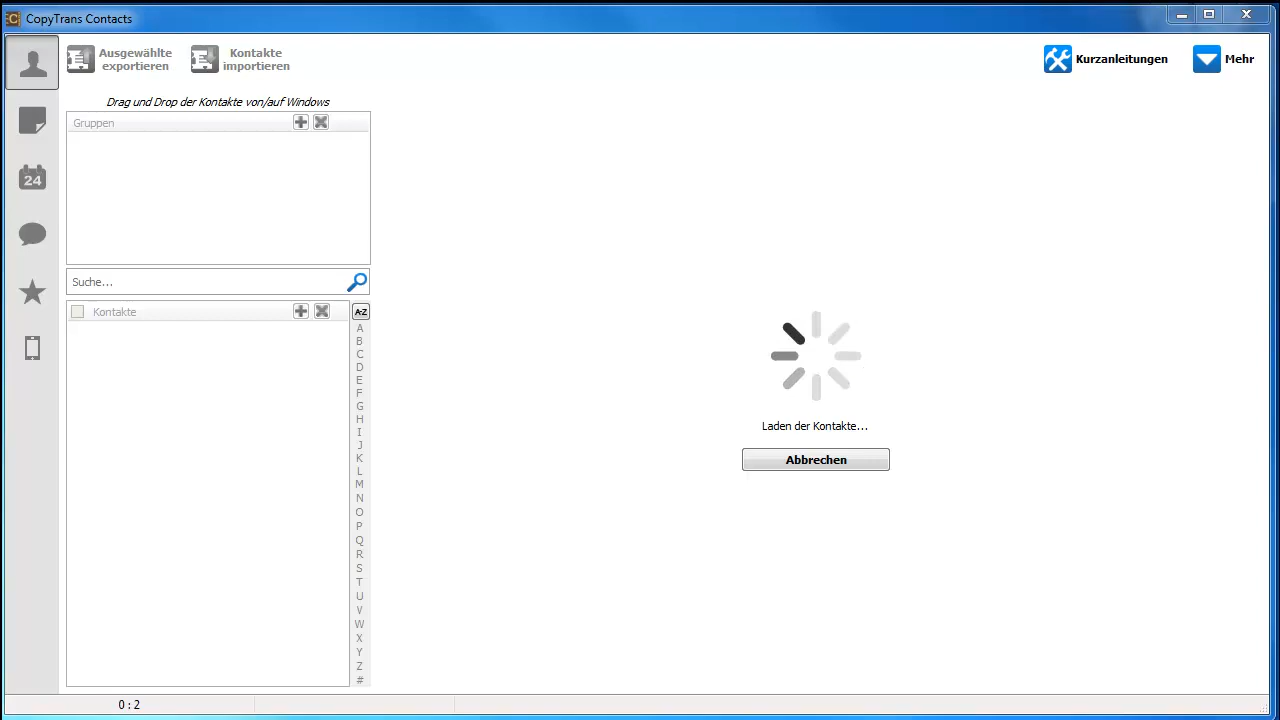 CopyTrans Contacts
Ausgewählte
exportieren
Kontakte
importieren
Kurzanleitungen
Mehr
Drag und Drop der Kontakte von/auf Windows
Gruppen
24
Suche...
Kontakte
A-Z
A
B
C
D
E
F
G
H
I
J
K
L
M
N
O
P
Q
R
S
T
U
V
W
X
Y
Z
#
Laden der Kontakte...
Abbrechen
0 : 2